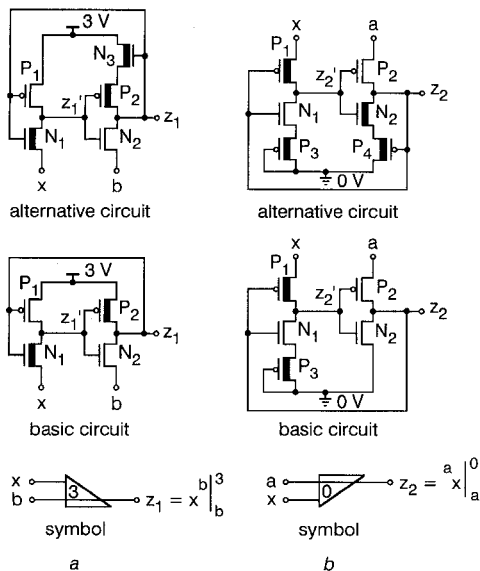 3 V
x
a
P1
N3
P1
P2
z1'
P2
z1
z2'
z2
N1
N2
N1
N2
P3
P4
x
b
0 V
alternative circuit
alternative circuit
3 V
x
a
P1
P1
P2
z1'
P2
z1
z2'
z2
N1
N2
N1
N2
P3
x
b
0 V
basic circuit
basic circuit
x
b
3
z1 = x b|3 b
a
x
0
z2 = a x|0 a
symbol
symbol
a
b